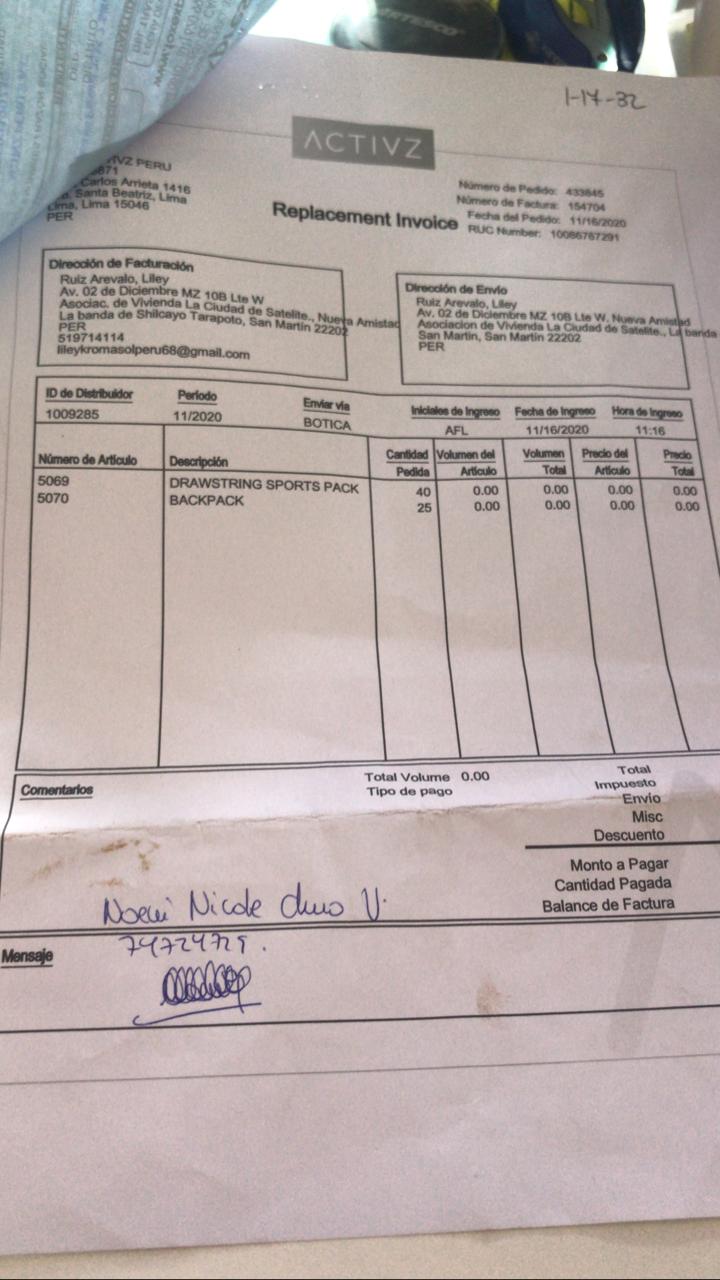 1-14-32
ACTIVZ
IVZ PERU
6871
Carlos Arrieta 1416
Santa Beatriz, Lima
Lima, Lima 15046
PER
Replacement Invoice
Número de Pedido: 433845
Número de Factura: 154704
Fecha del Pedido: 11/16/2020
RUC Number: 10086767291
Dirección de Facturación
Ruiz Arevalo, Liley
Av. 02 de Diciembre MZ 10B Lte W
Asociac. de Vivienda La Ciudad de Satelite., Nueva Amistad
La banda de Shilcayo Tarapoto, San Martin 22202
PER
519714114
lileykromasolperu68@gmail.com
Dirección de Envio
Ruiz Arevalo, Liley
Av. 02 de Diciembre MZ 10B Lte W. Nueva Amistad
Asociacion de Vivienda La Ciudad de Satelite., La banda
San Martin, San Martin 22202
PER
ID de Distribuidor Período Enviar vía Iniciales de Ingreso Fecha de Ingreso Hora de Ingreso
1009285 11/2020 BOTICA AFL 11/16/2020 11:16
Número de Artículo Descripción Cantidad Pedida Volumen del Artículo Volumen Total Precio del Artículo Precio Total
5069 DRAWSTRING SPORTS PACK 40 0.00 0.00 0.00 0.00
5070 BACKPACK 25 0.00 0.00 0.00 0.00
Comentarios
Total Volume 0.00
Tipo de pago
Total
Impuesto
Envío
Misc
Descuento
Monto a Pagar
Cantidad Pagada
Balance de Factura
Noemi Nicole V.
74724729.
Mensaje